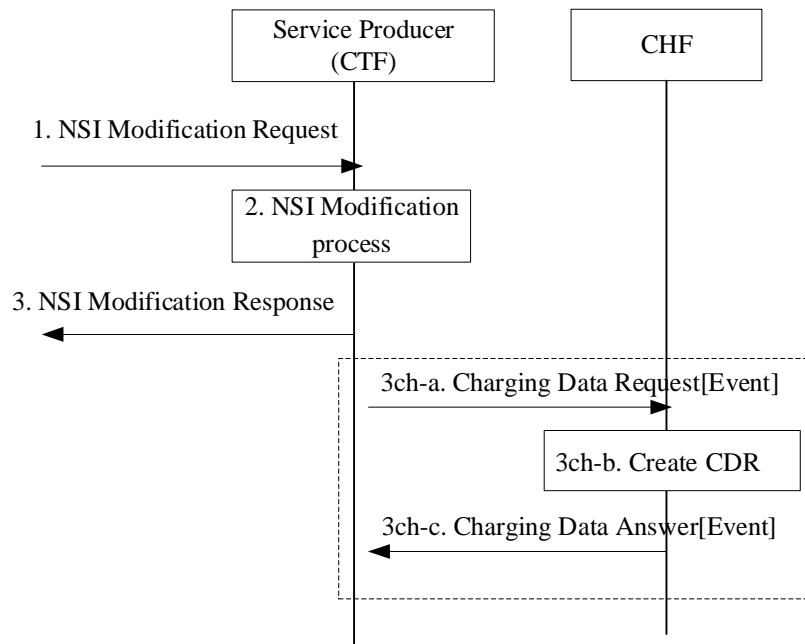 Service Producer
(CTF)
CHF
1. NSI Modification Request
2. NSI Modification
process
3. NSI Modification Response
3ch-a. Charging Data Request[Event]
3ch-b. Create CDR
3ch-c. Charging Data Answer[Event]